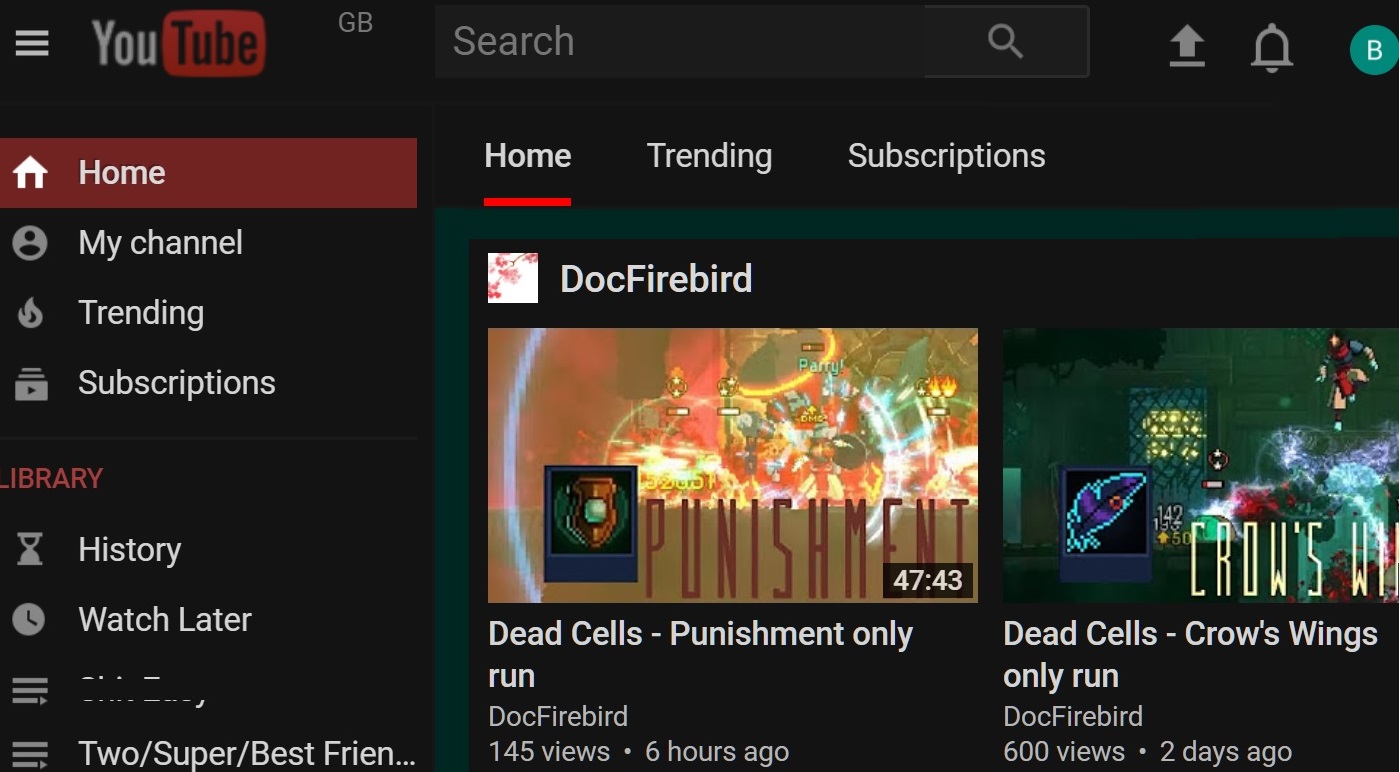 YouTube GB
Search
B
Home
My channel
Trending
Subscriptions
LIBRARY
History
Watch Later
Two/Super/Best Frien...
Home Trending Subscriptions
DocFirebird
Parry!
PUNISHMENT
47:43
Dead Cells - Punishment only
run
DocFirebird
145 views • 6 hours ago
142
CROW'S WI
Dead Cells - Crow's Wings
only run
DocFirebird
600 views • 2 days ago